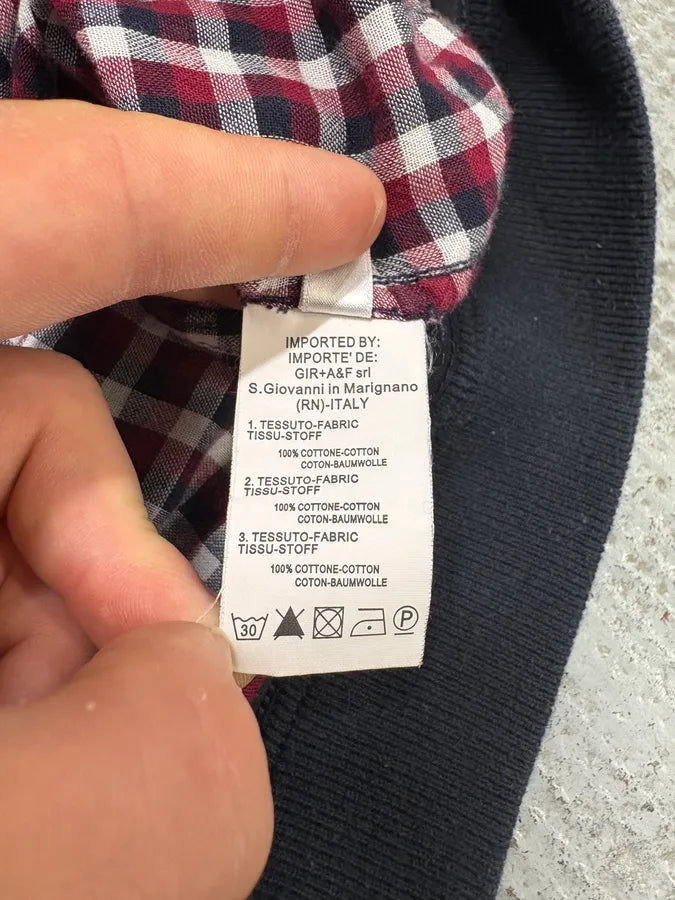 IMPORTED BY:
IMPORTE' DE:
GIR+A&F srl
S.Giovanni in Marignano
(RN)-ITALY
1. TESSUTO-FABRIC
TISSU-STOFF
100% COTTONE-COTTON
COTON-BAUMWOLLE
2. TESSUTO-FABRIC
TISSU-STOFF
100% COTTONE-COTTON
COTON-BAUMWOLLE
3. TESSUTO-FABRIC
TISSU-STOFF
100% COTTONE-COTTON
COTON-BAUMWOLLE
30 P